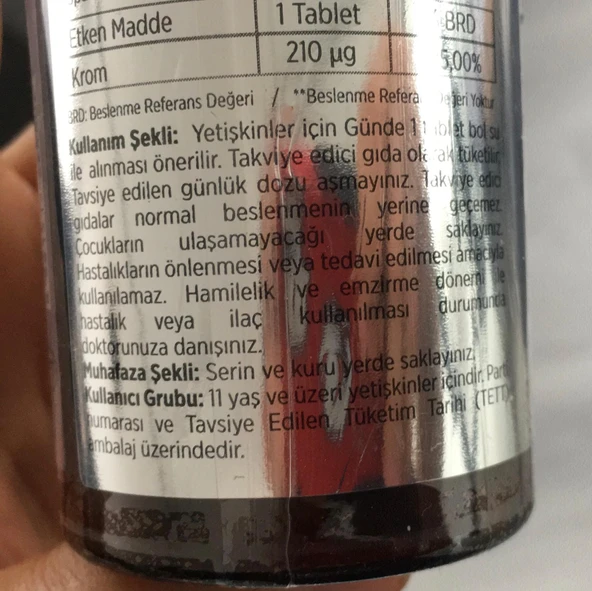 Etken Madde 1 Tablet BRD
Krom 210 µg 5,00%
BRD: Beslenme Referans Değeri / **Beslenme Refera Değeri Yoktur
Kullanım Şekli: Yetişkinler için Günde 1 Tablet bol su
ile alınması önerilir. Takviye edici gıda olarak tüketilir.
Tavsiye edilen günlük dozu aşmayınız. Takviye edici
gıdalar normal beslenmenin yerine geçemez.
Çocukların ulaşamayacağı yerde saklayınız.
Hastalıkların önlenmesi veya tedavi edilmesi amacıyla
kullanılamaz. Hamilelik ve emzirme dönemi ile
hastalık veya ilaç kullanılması durumunda
doktorunuza danışınız.
Muhafaza Şekli: Serin ve kuru yerde saklayınız.
Kullanıcı Grubu: 11 yaş ve üzeri yetişkinler içindir. Parti
numarası ve Tavsiye Edilen Tüketim Tarihi (TETT)
ambalaj üzerindedir.